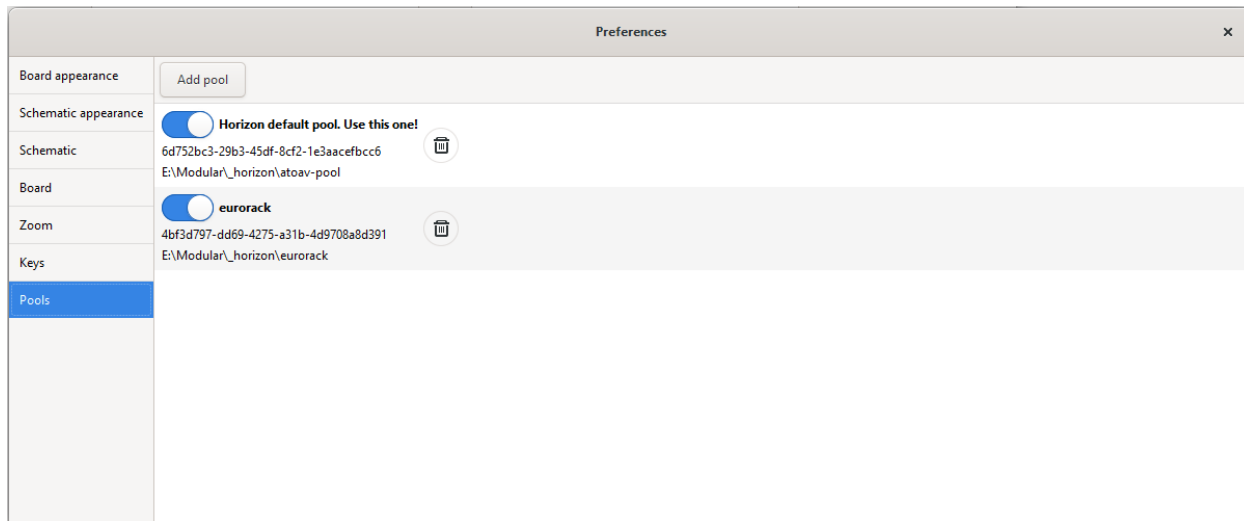 Preferences
Board appearance
Schematic appearance
Schematic
Board
Zoom
Keys
Pools
Add pool
Horizon default pool. Use this one!
6d752bc3-29b3-45df-8cf2-1e3aacefbcc6
E:\Modular\_horizon\atoav-pool
eurorack
4bf3d797-dd69-4275-a31b-4d9708a8d391
E:\Modular\_horizon\eurorack